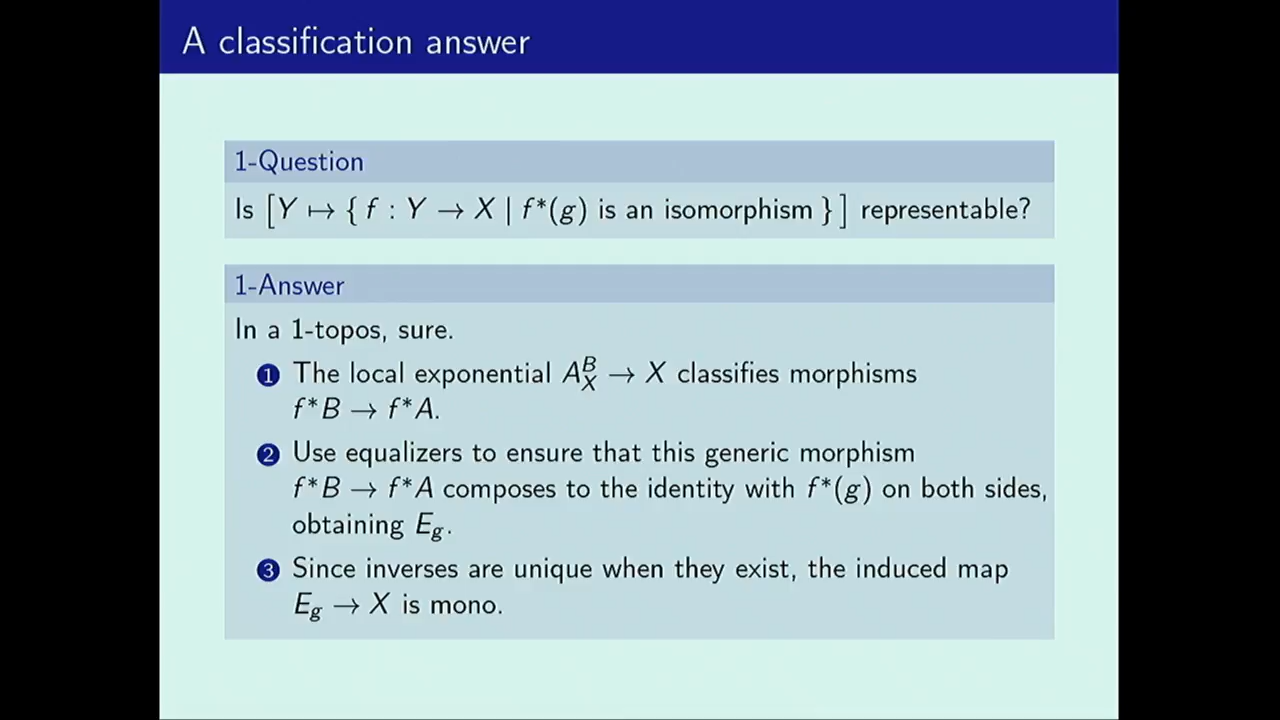 A classification answer
1-Question
Is [Y ↦ { f : Y → X | f*(g) is an isomorphism } ] representable?
1-Answer
In a 1-topos, sure.
1 The local exponential A_X^B → X classifies morphisms
f*B → f*A.
2 Use equalizers to ensure that this generic morphism
f*B → f*A composes to the identity with f*(g) on both sides,
obtaining E_g.
3 Since inverses are unique when they exist, the induced map
E_g → X is mono.